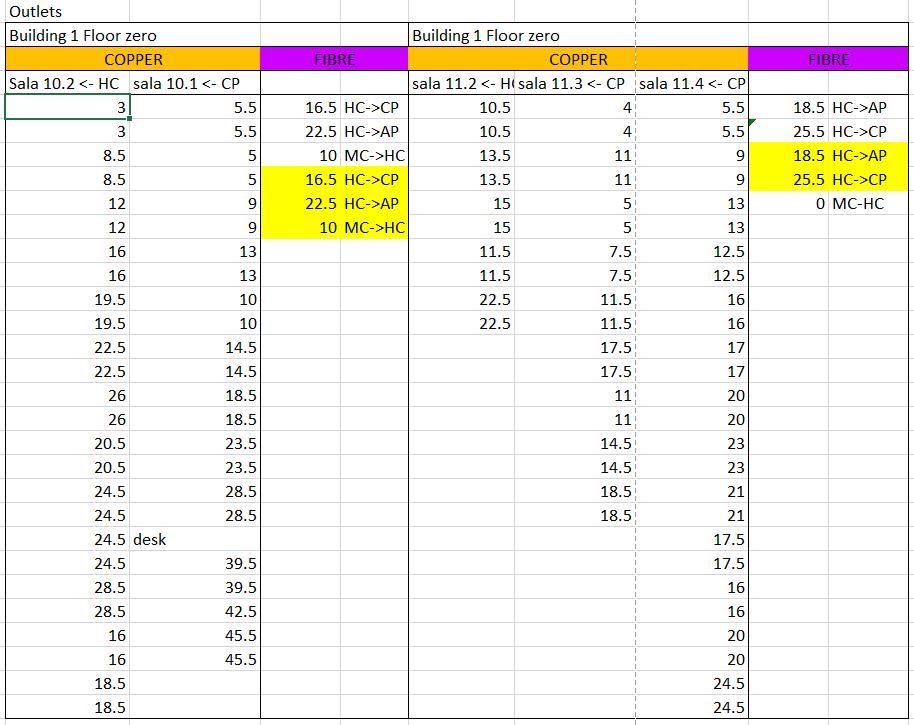 Outlets
Building 1 Floor zero Building 1 Floor zero
COPPER FIBRE COPPER FIBRE
Sala 10.2 <- HC sala 10.1 <- CP sala 11.2 <- H sala 11.3 <- CP sala 11.4 <- CP
3 5.5 16.5 HC->CP 10.5 4 5.5 18.5 HC->AP
3 5.5 22.5 HC->AP 10.5 4 5.5 25.5 HC->CP
8.5 5 10 MC->HC 13.5 11 9 18.5 HC->AP
8.5 5 16.5 HC->CP 13.5 11 9 25.5 HC->CP
12 9 22.5 HC->AP 15 5 13 0 MC-HC
12 9 10 MC->HC 15 5 13
16 13 11.5 7.5 12.5
16 13 11.5 7.5 12.5
19.5 10 22.5 11.5 16
19.5 10 22.5 11.5 16
22.5 14.5 17.5 17
22.5 14.5 17.5 17
26 18.5 11 20
26 18.5 11 20
20.5 23.5 14.5 23
20.5 23.5 14.5 23
24.5 28.5 18.5 21
24.5 28.5 18.5 21
24.5 desk 17.5
24.5 39.5 17.5
28.5 39.5 16
28.5 42.5 16
16 45.5 20
16 45.5 20
18.5 24.5
18.5 24.5